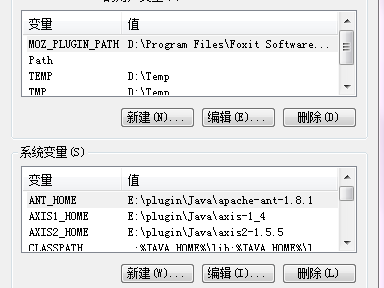 变量 值
MOZ_PLUGIN_PATH D:\Program Files\Foxit Software...
Path
TEMP D:\Temp
TMP D:\Temp
新建(N)... 编辑(E)... 删除(D)
系统变量(S)
变量 值
ANT_HOME E:\plugin\Java\apache-ant-1.8.1
AXIS1_HOME E:\plugin\Java\axis-1_4
AXIS2_HOME E:\plugin\Java\axis2-1.5.5
CLASSPATH .;%JAVA_HOME%\lib;%JAVA_HOME%\l
新建(W)... 编辑(I)... 删除(L)